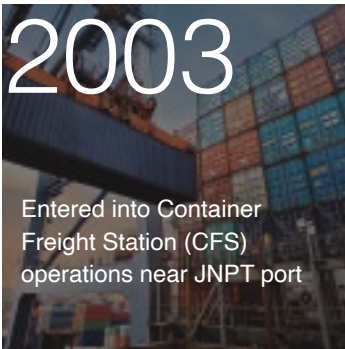 2003
Entered into Container
Freight Station (CFS)
operations near JNPT port